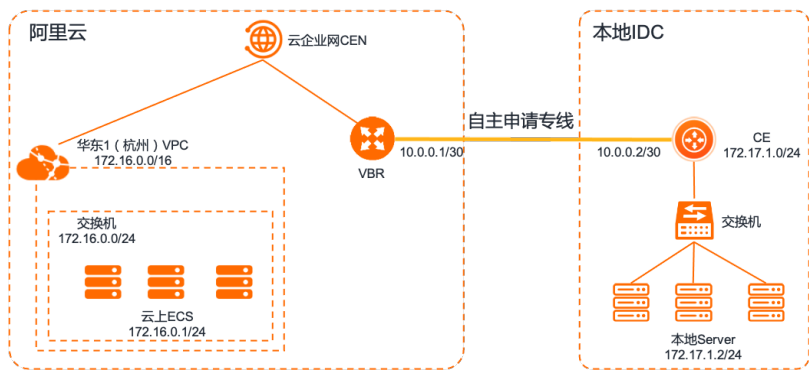 阿里云
云企业网CEN
华东1（杭州）VPC
172.16.0.0/16
交换机
172.16.0.0/24
云上ECS
172.16.0.1/24
VBR
10.0.0.1/30
自主申请专线
10.0.0.2/30
本地IDC
CE
172.17.1.0/24
交换机
本地Server
172.17.1.2/24